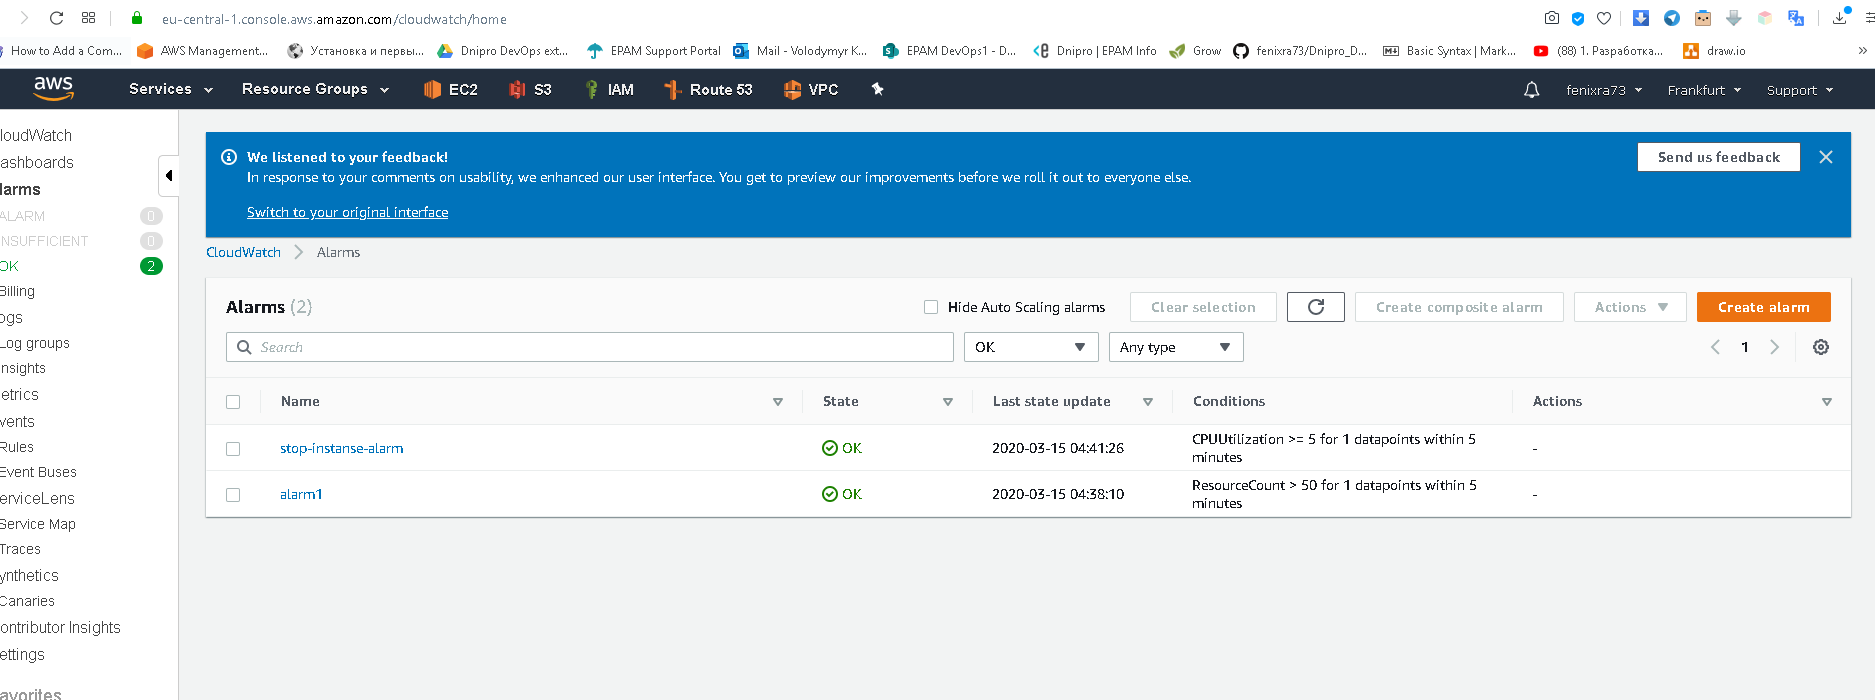 eu-central-1.console.aws.amazon.com/cloudwatch/home
How to Add a Com... AWS Management... Установка и первы... Dnipro DevOps ext... EPAM Support Portal Mail - Volodymyr K... EPAM DevOps1 - D... Dnipro | EPAM Info Grow fenixra73/Dnipro_D... Basic Syntax | Mark... (88) 1. Разработка... draw.io »
aws Services Resource Groups EC2 S3 IAM Route 53 VPC fenixra73 Frankfurt Support
loudWatch
ashboards
larms
ALARM 0
NSUFFICIENT 0
OK 2
Billing
ogs
Log groups
nsights
etrics
vents
Rules
Event Buses
erviceLens
Service Map
Traces
ynthetics
Canaries
ontributor Insights
ettings
avorites
We listened to your feedback!
In response to your comments on usability, we enhanced our user interface. You get to preview our improvements before we roll it out to everyone else.
Switch to your original interface
Send us feedback
CloudWatch Alarms
Alarms (2) Hide Auto Scaling alarms Clear selection Create composite alarm Actions Create alarm
Search OK Any type 1
Name State Last state update Conditions Actions
stop-instanse-alarm OK 2020-03-15 04:41:26 CPUUtilization >= 5 for 1 datapoints within 5
minutes -
alarm1 OK 2020-03-15 04:38:10 ResourceCount > 50 for 1 datapoints within 5
minutes -